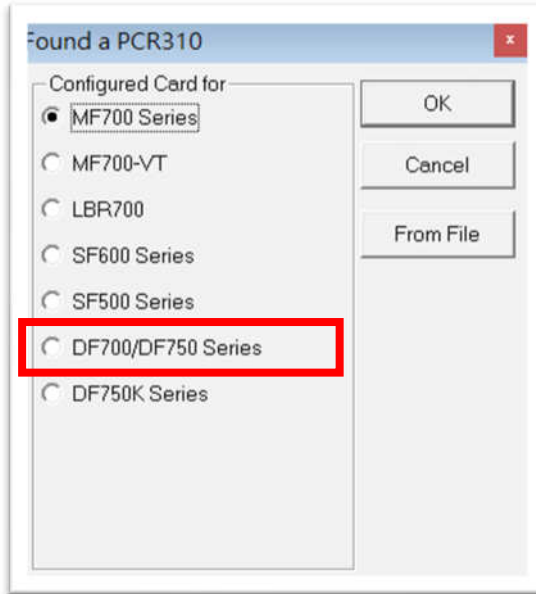 Found a PCR310
x
Configured Card for
MF700 Series
MF700-VT
LBR700
SF600 Series
SF500 Series
DF700/DF750 Series
DF750K Series
OK
Cancel
From File